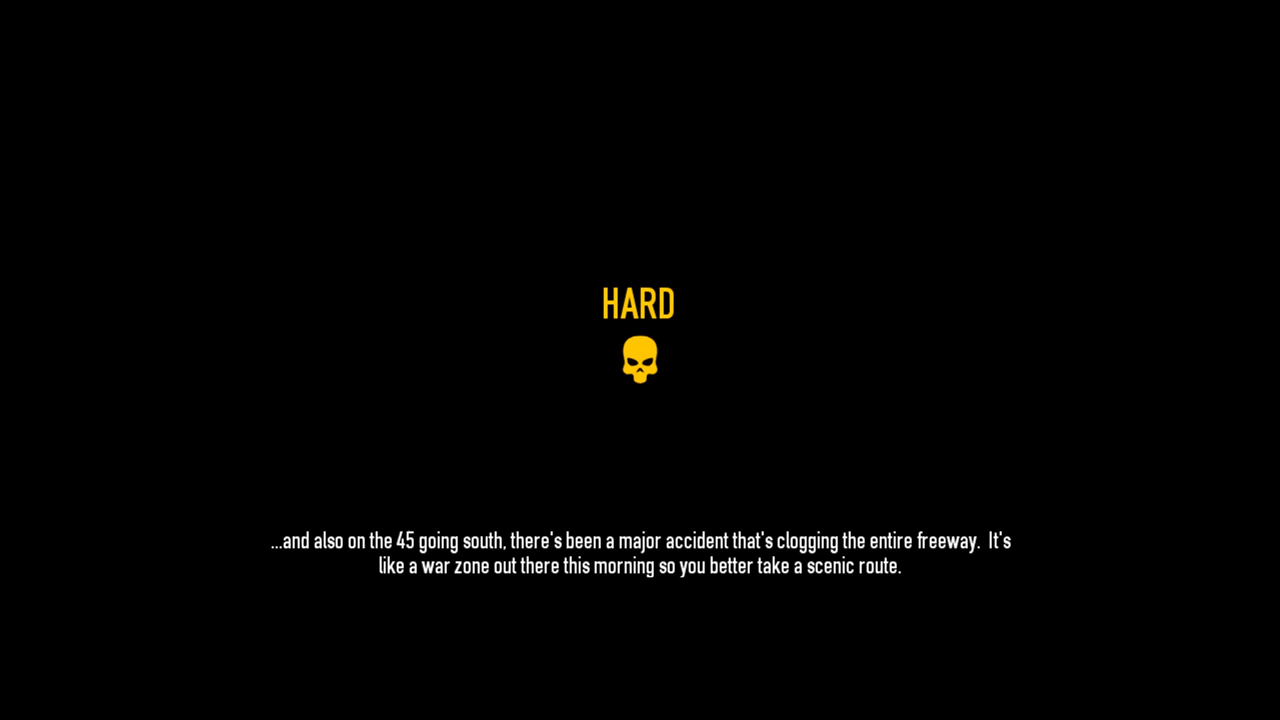 HARD
...and also on the 45 going south, there's been a major accident that's clogging the entire freeway.  It's
like a war zone out there this morning so you better take a scenic route.